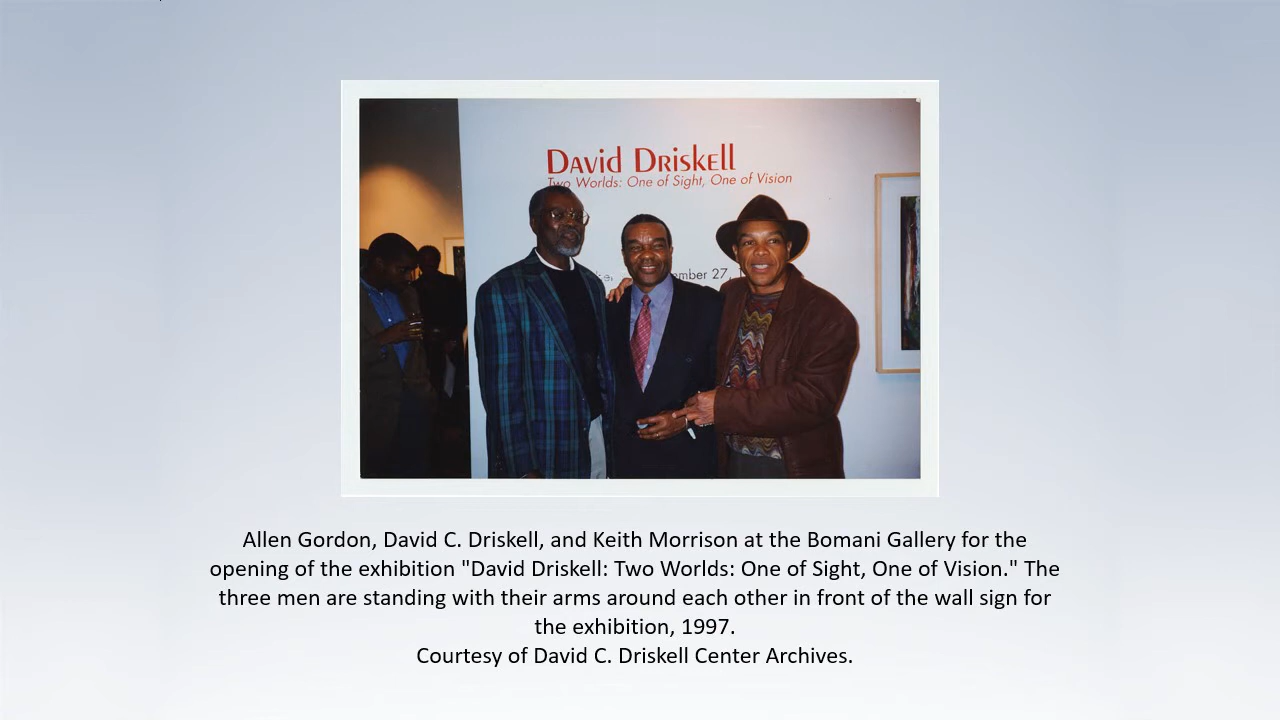 David Driskell
Two Worlds: One of Sight, One of Vision
ember 27,
Allen Gordon, David C. Driskell, and Keith Morrison at the Bomani Gallery for the
opening of the exhibition "David Driskell: Two Worlds: One of Sight, One of Vision." The
three men are standing with their arms around each other in front of the wall sign for
the exhibition, 1997.
Courtesy of David C. Driskell Center Archives.